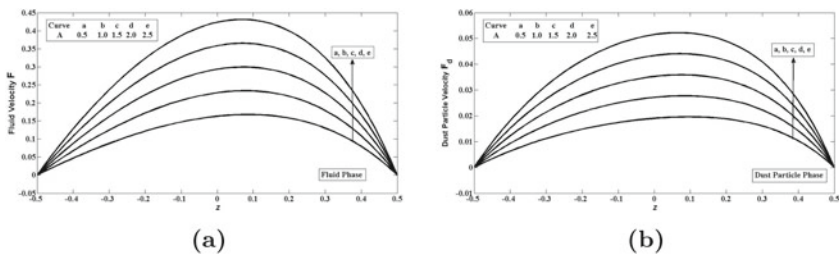 0.45
0.4
0.35
0.3
0.25
0.2
0.15
0.1
0.05
0
-0.05
Fluid Velocity F
Curve a b c d e
A 0.5 1.0 1.5 2.0 2.5
a, b, c, d, e
Fluid Phase
-0.5 -0.4 -0.3 -0.2 -0.1 0 0.1 0.2 0.3 0.4 0.5
z
(a)
0.06
0.05
0.04
0.03
0.02
0.01
0
-0.01
Dust Particle Velocity Fd
Curve a b c d e
A 0.5 1.0 1.5 2.0 2.5
a, b, c, d, e
Dust Particle Phase
-0.5 -0.4 -0.3 -0.2 -0.1 0 0.1 0.2 0.3 0.4 0.5
z
(b)